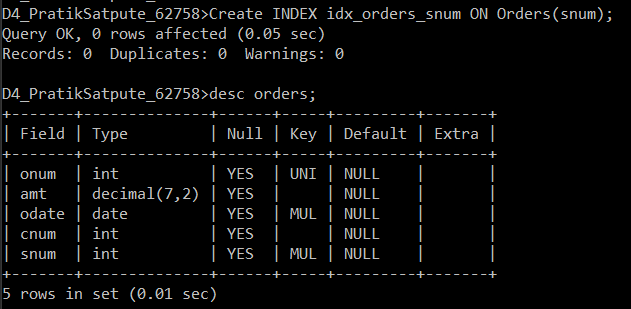 D4_PratikSatpute_62758>Create INDEX idx_orders_snum ON Orders(snum);
Query OK, 0 rows affected (0.05 sec)
Records: 0  Duplicates: 0  Warnings: 0

D4_PratikSatpute_62758>desc orders;
+-------+--------------+------+-----+---------+-------+
| Field | Type         | Null | Key | Default | Extra |
+-------+--------------+------+-----+---------+-------+
| onum  | int          | YES  | UNI | NULL    |       |
| amt   | decimal(7,2) | YES  |     | NULL    |       |
| odate | date         | YES  | MUL | NULL    |       |
| cnum  | int          | YES  |     | NULL    |       |
| snum  | int          | YES  | MUL | NULL    |       |
+-------+--------------+------+-----+---------+-------+
5 rows in set (0.01 sec)